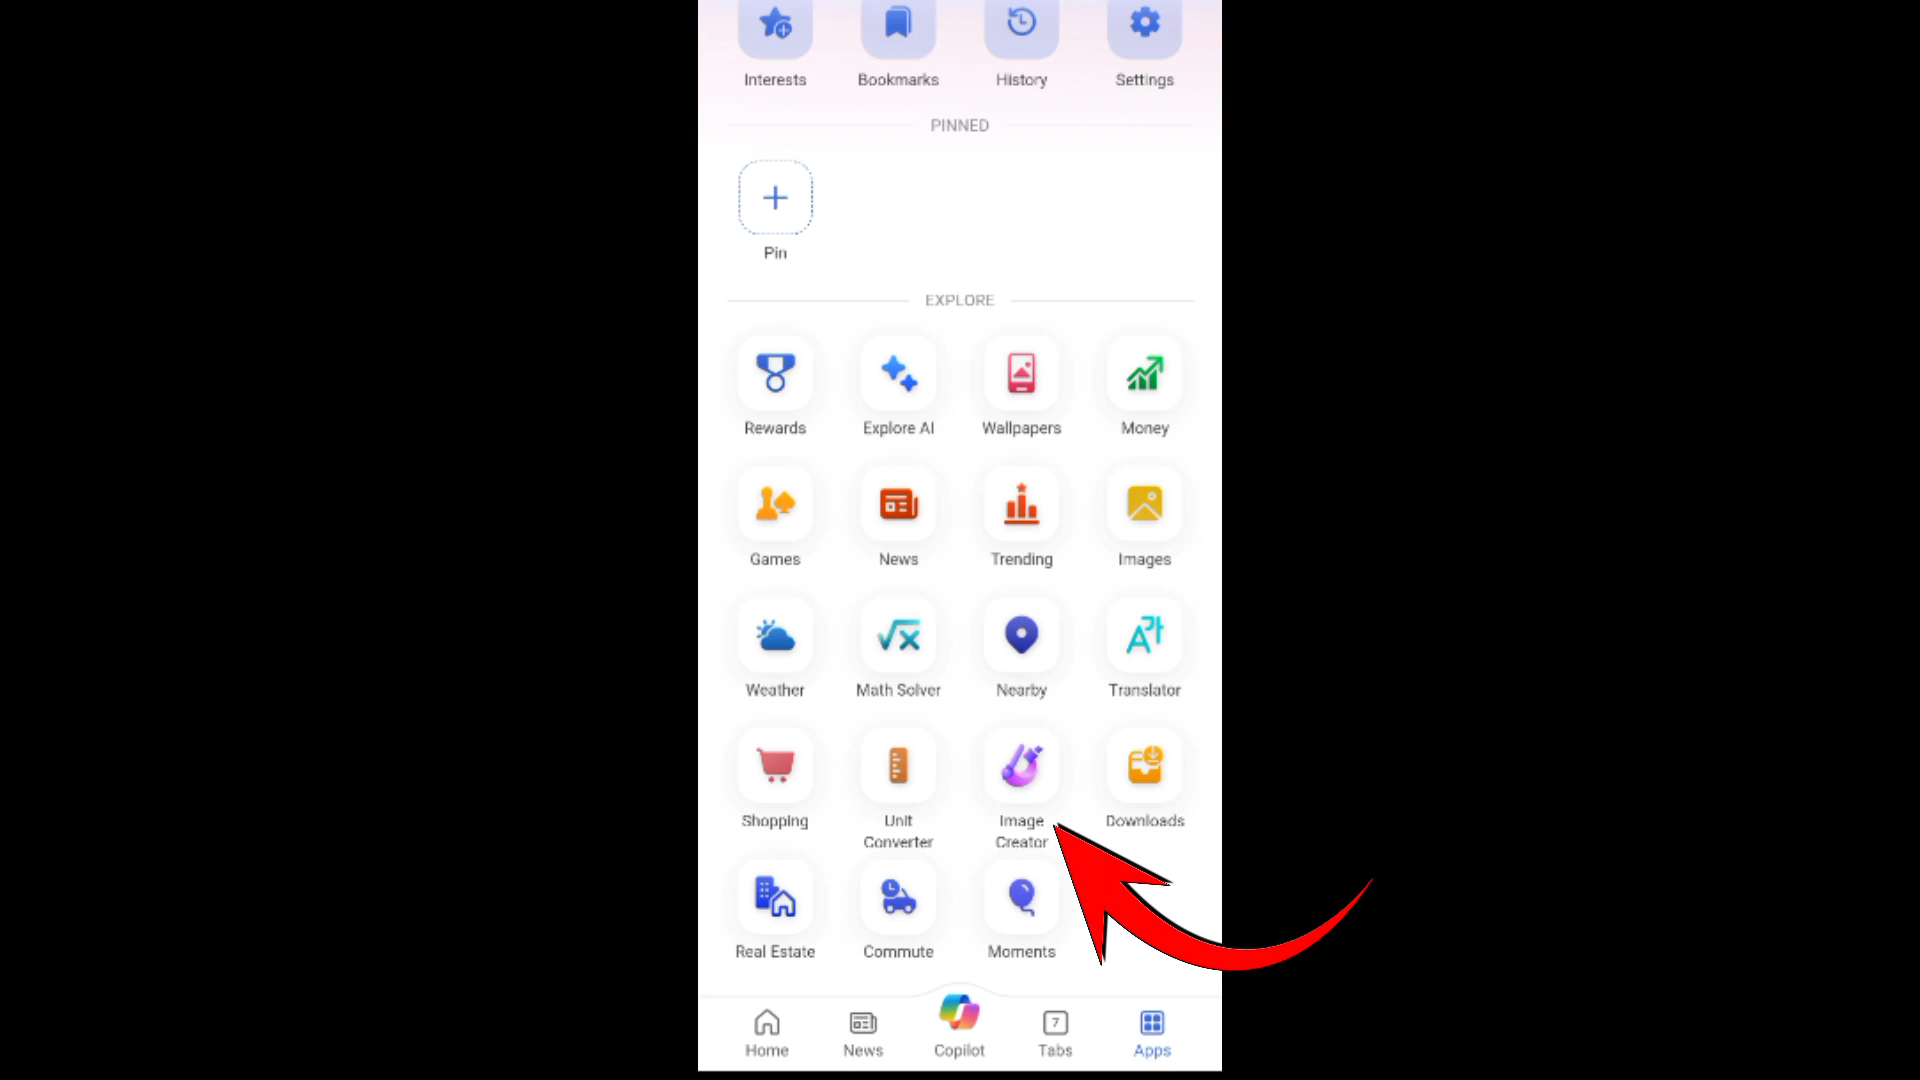 Interests Bookmarks History Settings
PINNED
Pin
EXPLORE
Rewards Explore AI Wallpapers Money
Games News Trending Images
Weather Math Solver Nearby Translator
Shopping Unit Converter Image Creator Downloads
Real Estate Commute Moments
7
Home News Copilot Tabs Apps